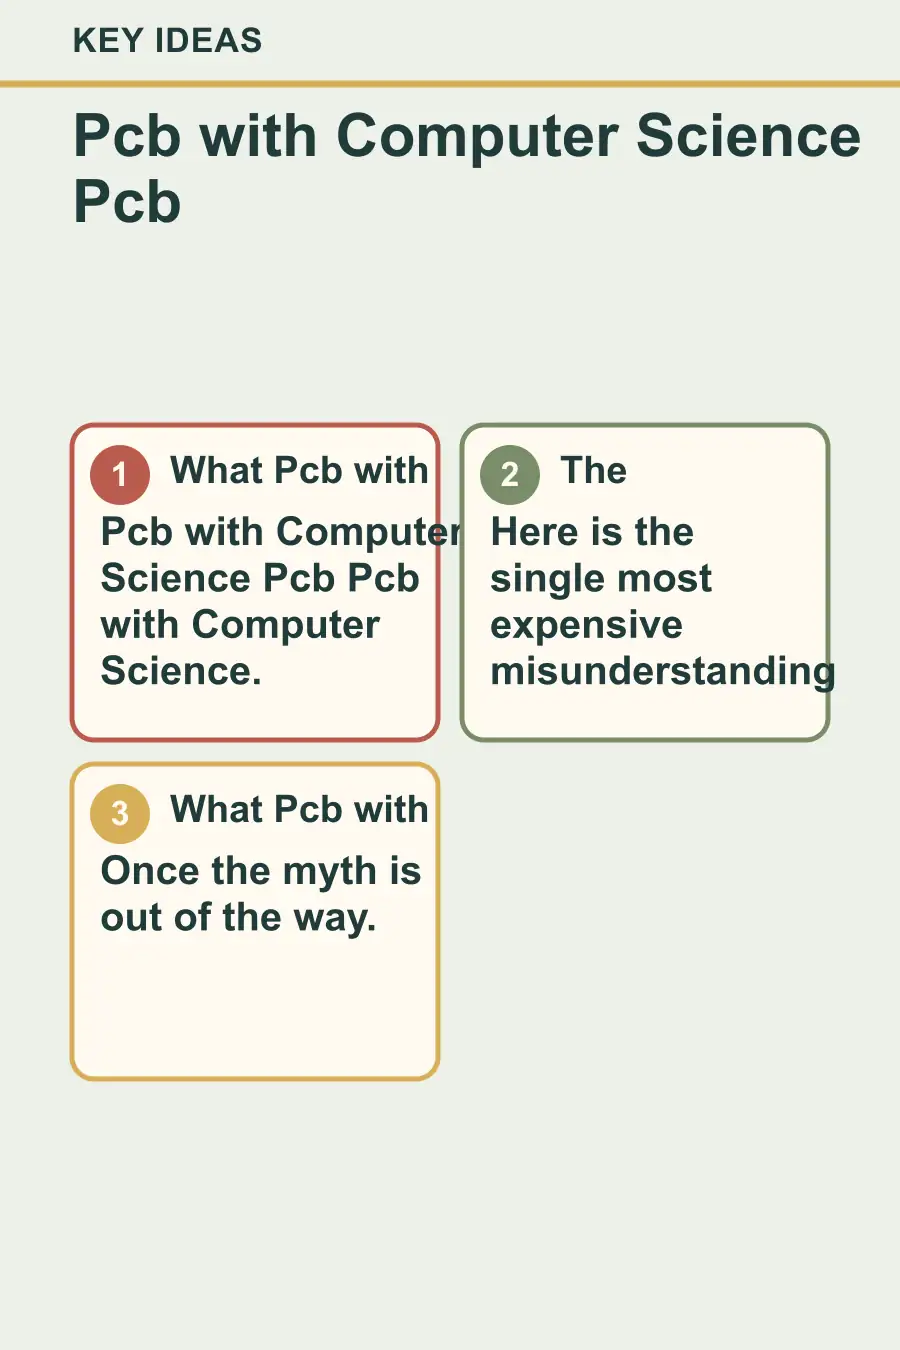 KEY IDEAS
Pcb with Computer Science
Pcb
1 What Pcb with
Pcb with Computer
Science Pcb Pcb
with Computer
Science.
2 The
Here is the
single most
expensive
misunderstanding
3 What Pcb with
Once the myth is
out of the way.